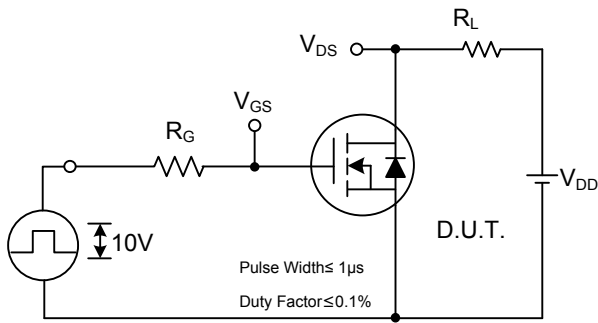 R_L
V_DS
V_GS
R_G
V_DD
D.U.T.
10V
Pulse Width≤ 1μs
Duty Factor≤0.1%